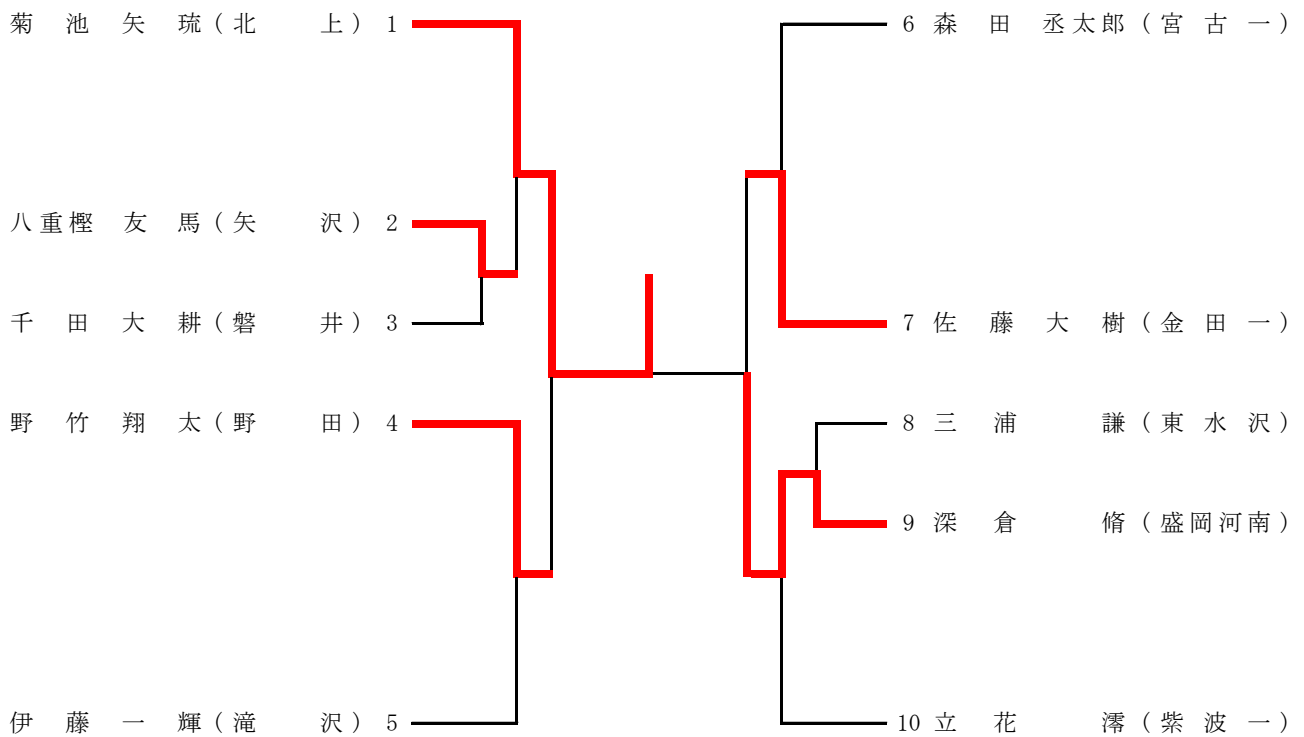 菊池矢琉(北上) 1
八重樫友馬(矢沢) 2
千田大耕(磐井) 3
野竹翔太(野田) 4
伊藤一輝(滝沢) 5
6 森田丞太郎(宮古一)
7 佐藤大樹(金田一)
8 三浦謙(東水沢)
9 深倉脩(盛岡河南)
10 立花澪(紫波一)